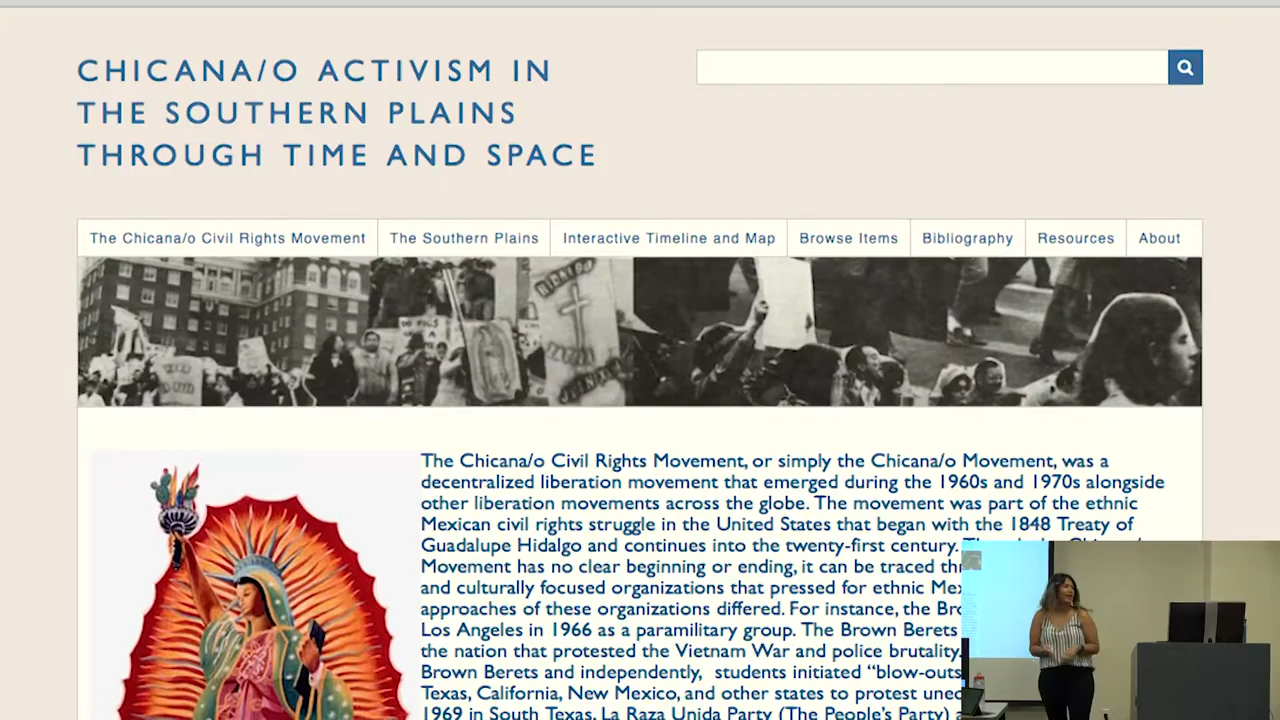 CHICANA/O ACTIVISM IN
THE SOUTHERN PLAINS
THROUGH TIME AND SPACE
The Chicana/o Civil Rights Movement
The Southern Plains
Interactive Timeline and Map
Browse Items
Bibliography
Resources
About
The Chicana/o Civil Rights Movement, or simply the Chicana/o Movement, was a
decentralized liberation movement that emerged during the 1960s and 1970s alongside
other liberation movements across the globe. The movement was part of the ethnic
Mexican civil rights struggle in the United States that began with the 1848 Treaty of
Guadalupe Hidalgo and continues into the twenty-first century.
Movement has no clear beginning or ending, it can be traced
and culturally focused organizations that pressed for ethnic
approaches of these organizations differed. For instance, the
Los Angeles in 1966 as a paramilitary group. The Brown Berets
the nation that protested the Vietnam War and police brutality.
Brown Berets and independently, students initiated "blow-outs
Texas, California, New Mexico, and other states to protest
1969 in South Texas, La Raza Unida Party (The People's Party)